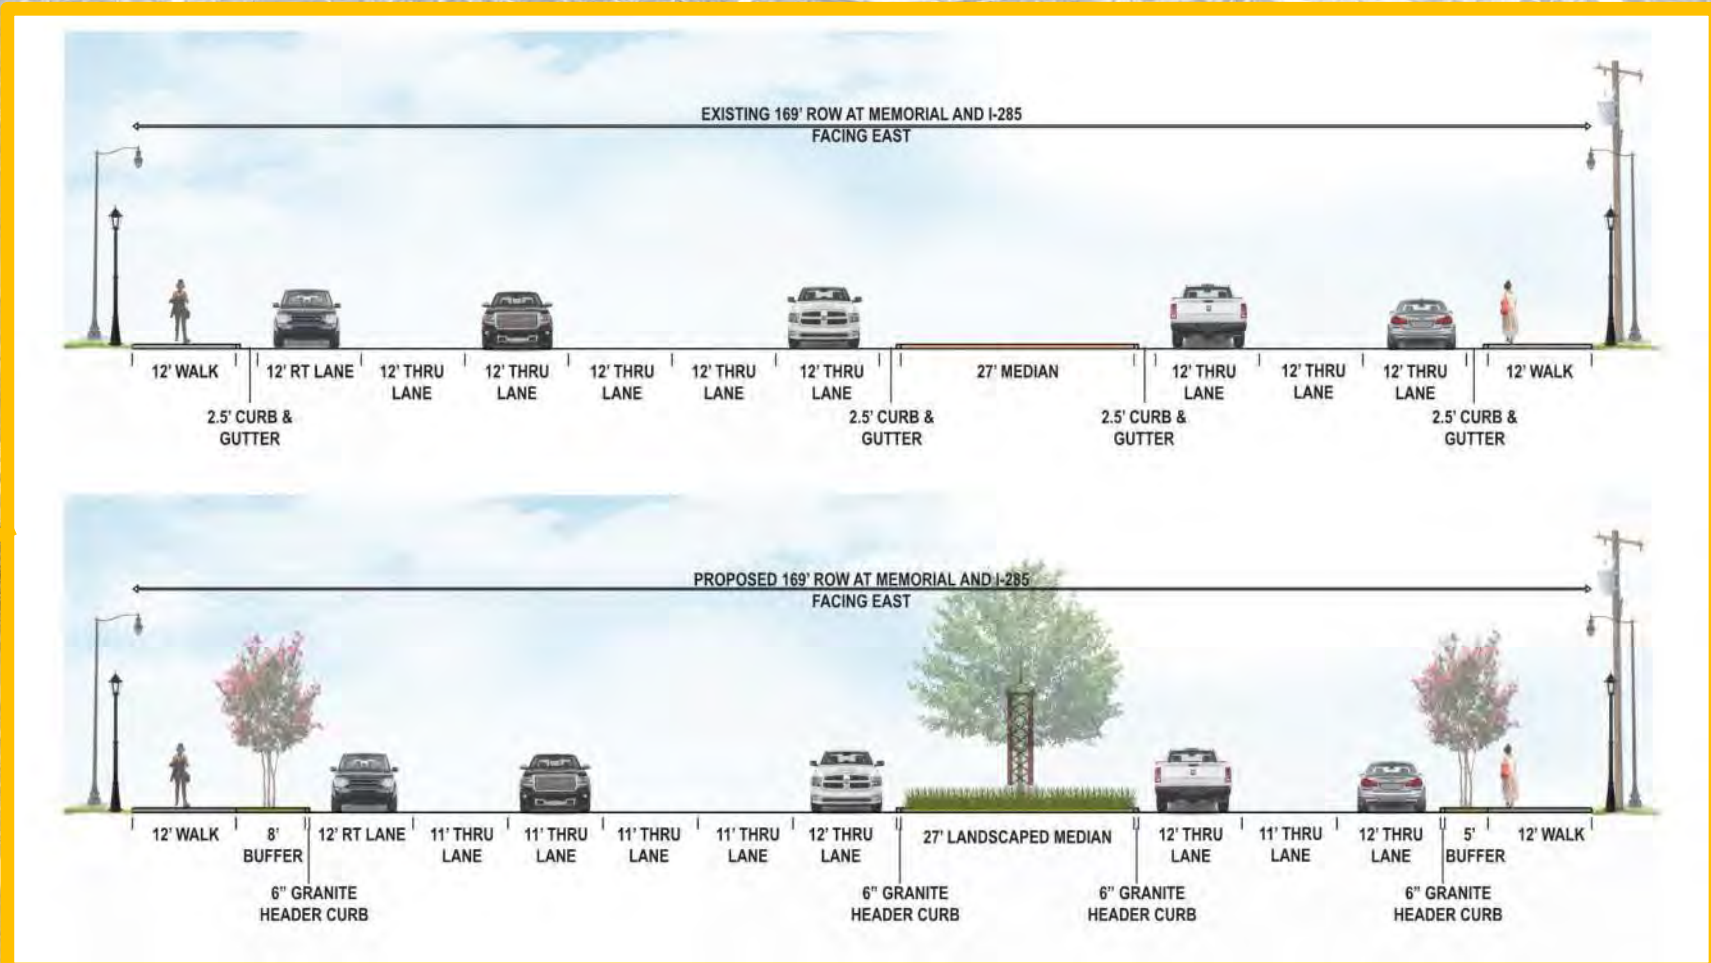 EXISTING 169' ROW AT MEMORIAL AND I-285
FACING EAST
12' WALK
12' RT LANE
12' THRU
LANE
12' THRU
LANE
12' THRU
LANE
12' THRU
LANE
12' THRU
LANE
27' MEDIAN
12' THRU
LANE
12' THRU
LANE
12' THRU
LANE
12' WALK
2.5' CURB &
GUTTER
2.5' CURB &
GUTTER
2.5' CURB &
GUTTER
2.5' CURB &
GUTTER
PROPOSED 169' ROW AT MEMORIAL AND I-285
FACING EAST
12' WALK
8'
BUFFER
12' RT LANE
11' THRU
LANE
11' THRU
LANE
11' THRU
LANE
11' THRU
LANE
12' THRU
LANE
27' LANDSCAPED MEDIAN
12' THRU
LANE
11' THRU
LANE
12' THRU
LANE
5'
BUFFER
12' WALK
6" GRANITE
HEADER CURB
6" GRANITE
HEADER CURB
6" GRANITE
HEADER CURB
6" GRANITE
HEADER CURB